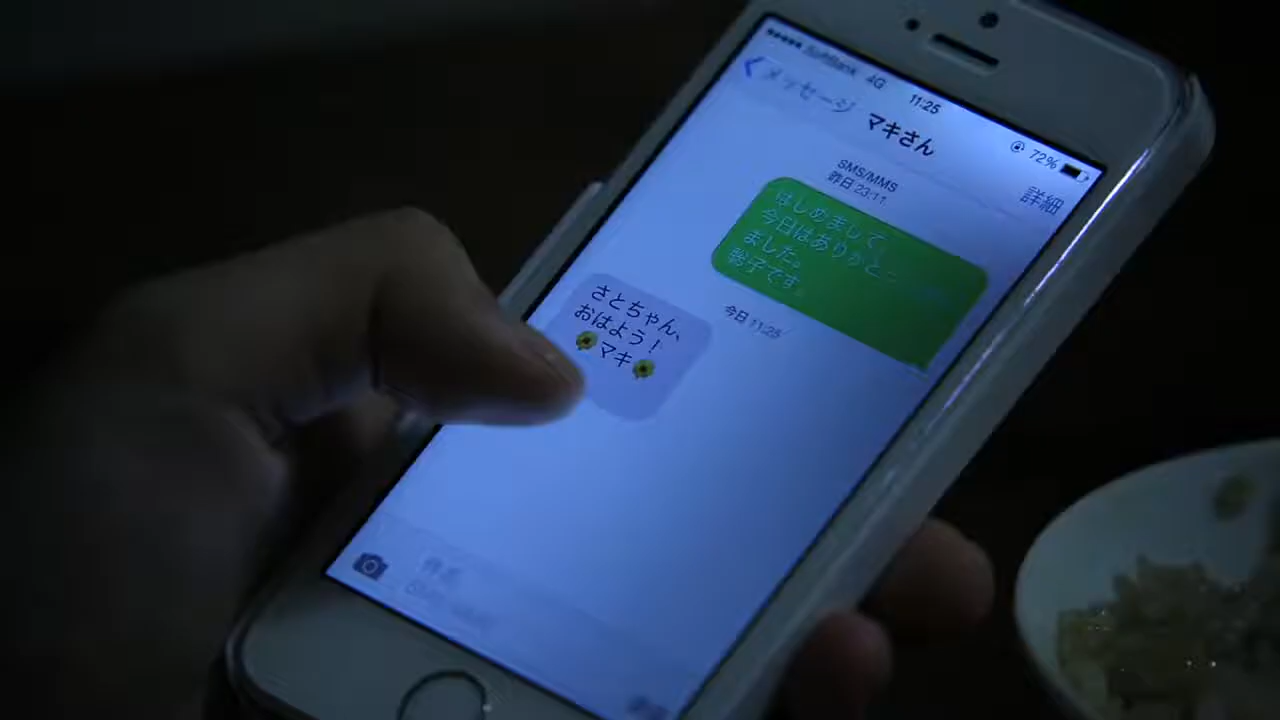 SoftBank 4G 11:25 72%
メッセージ マキさん 詳細
SMS/MMS
昨日 23:11
はじめまして
今日はありがとう
ました。
聡子です。
今日 11:25
さとちゃん、
おはよう！
🌻マキ🌻